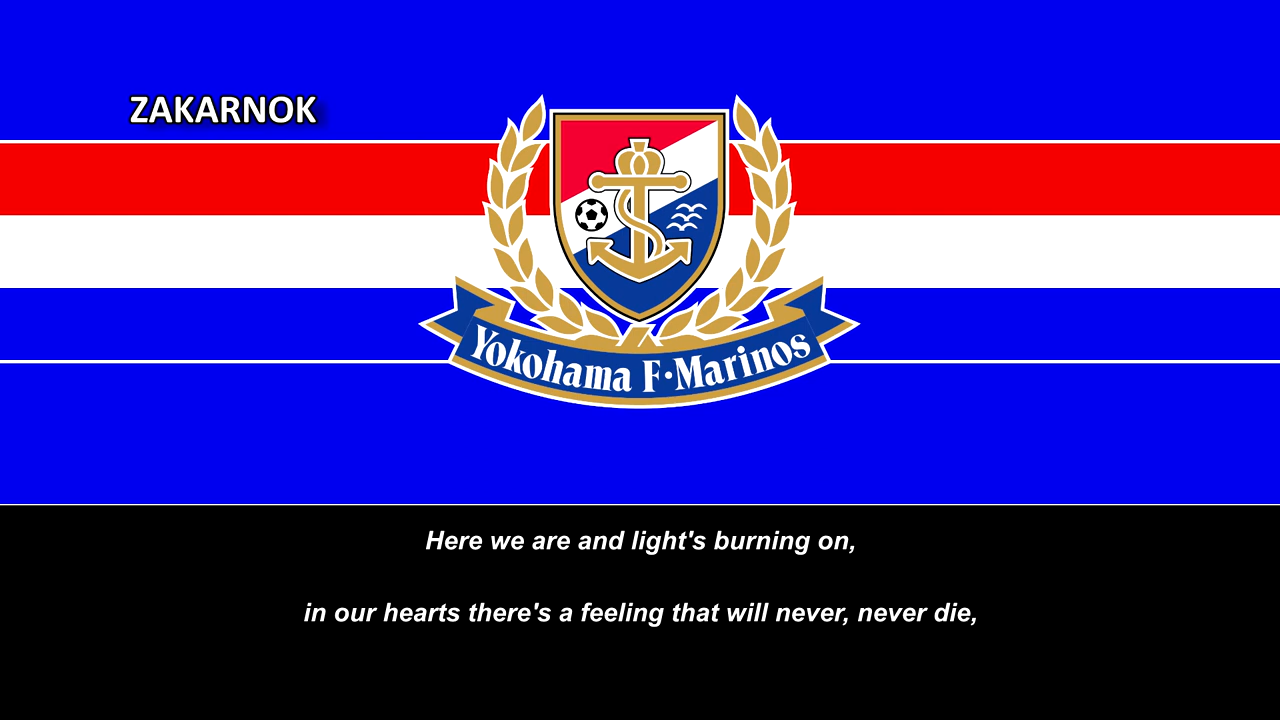 ZAKARNOK
Yokohama F·Marinos
Here we are and light's burning on,
in our hearts there's a feeling that will never, never die,